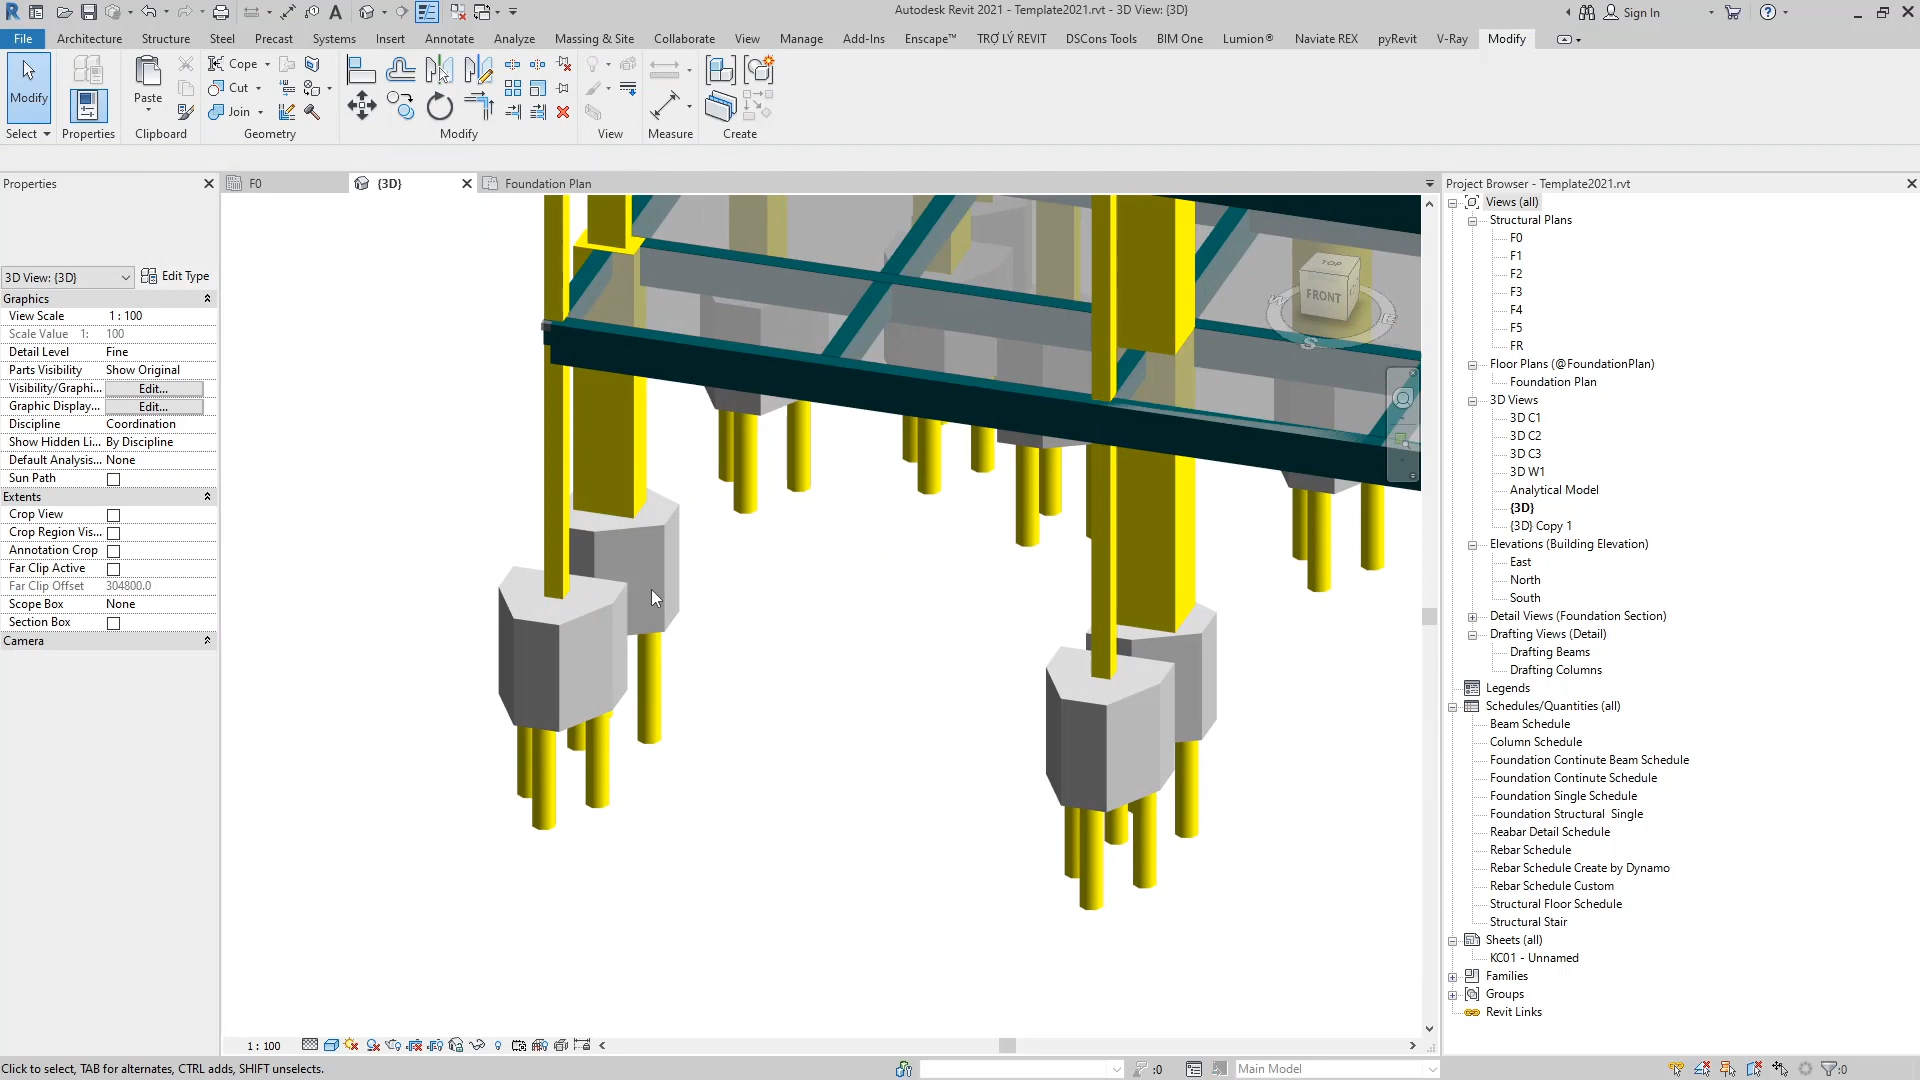 Autodesk Revit 2021 - Template2021.rvt - 3D View: {3D}
Sign In
File Architecture Structure Steel Precast Systems Insert Annotate Analyze Massing & Site Collaborate View Manage Add-Ins Enscape™ TRỢ LÝ REVIT DSCons Tools BIM One Lumion® Naviate REX pyRevit V-Ray Modify
Modify
Paste
Cope
Cut
Join
Select Properties Clipboard Geometry Modify View Measure Create
Properties
F0
{3D}
Foundation Plan
3D View: {3D}
Edit Type
Graphics
View Scale 1 : 100
Scale Value 1: 100
Detail Level Fine
Parts Visibility Show Original
Visibility/Graphi... Edit...
Graphic Display... Edit...
Discipline Coordination
Show Hidden Li... By Discipline
Default Analysis... None
Sun Path
Extents
Crop View
Crop Region Vis...
Annotation Crop
Far Clip Active
Far Clip Offset 304800.0
Scope Box None
Section Box
Camera
TOP
FRONT
W
S
E
Project Browser - Template2021.rvt
Views (all)
Structural Plans
F0
F1
F2
F3
F4
F5
FR
Floor Plans (@FoundationPlan)
Foundation Plan
3D Views
3D C1
3D C2
3D C3
3D W1
Analytical Model
{3D}
{3D} Copy 1
Elevations (Building Elevation)
East
North
South
Detail Views (Foundation Section)
Drafting Views (Detail)
Drafting Beams
Drafting Columns
Legends
Schedules/Quantities (all)
Beam Schedule
Column Schedule
Foundation Continute Beam Schedule
Foundation Continute Schedule
Foundation Single Schedule
Foundation Structural Single
Reabar Detail Schedule
Rebar Schedule
Rebar Schedule Create by Dynamo
Rebar Schedule Custom
Structural Floor Schedule
Structural Stair
Sheets (all)
KC01 - Unnamed
Families
Groups
Revit Links
1 : 100
Click to select, TAB for alternates, CTRL adds, SHIFT unselects.
:0
Main Model
:0